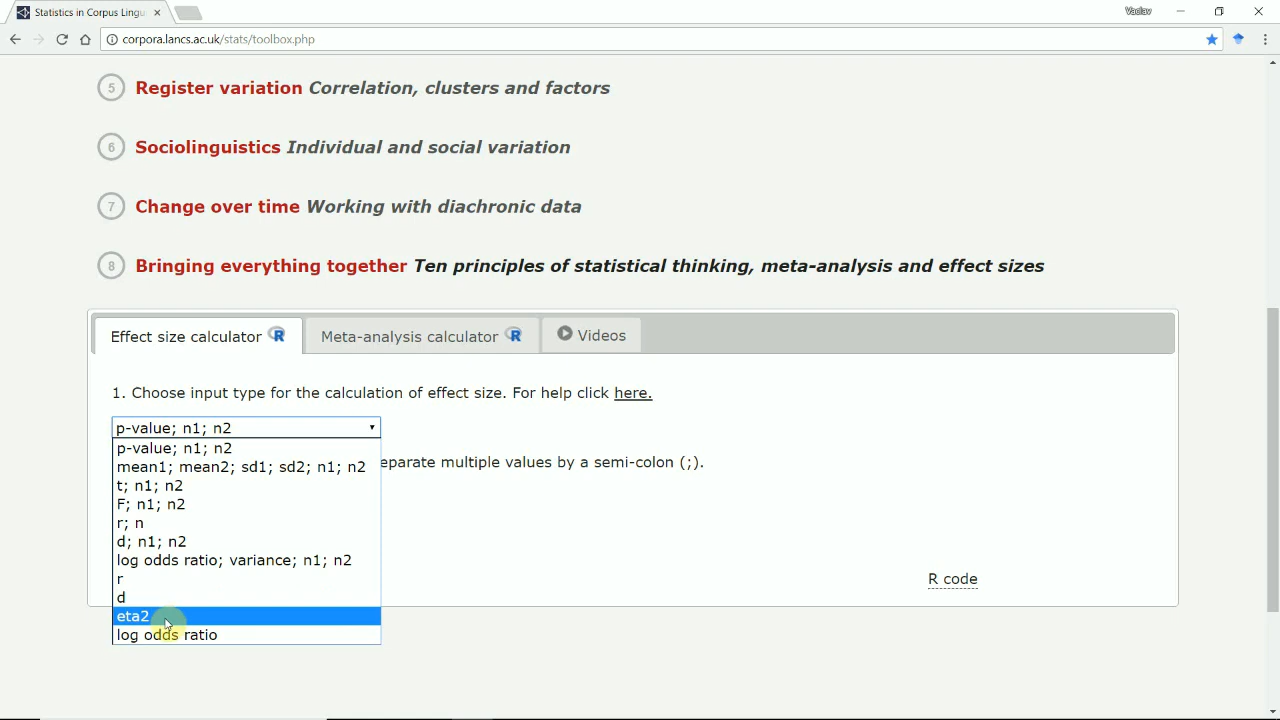 Statistics in Corpus Lingu
Vaclav
corpora.lancs.ac.uk/stats/toolbox.php
5 Register variation Correlation, clusters and factors
6 Sociolinguistics Individual and social variation
7 Change over time Working with diachronic data
8 Bringing everything together Ten principles of statistical thinking, meta-analysis and effect sizes
Effect size calculator R Meta-analysis calculator R Videos
1. Choose input type for the calculation of effect size. For help click here.
p-value; n1; n2
p-value; n1; n2
mean1; mean2; sd1; sd2; n1; n2
eparate multiple values by a semi-colon (;).
t; n1; n2
F; n1; n2
r; n
d; n1; n2
log odds ratio; variance; n1; n2
r
R code
d
eta2
log odds ratio